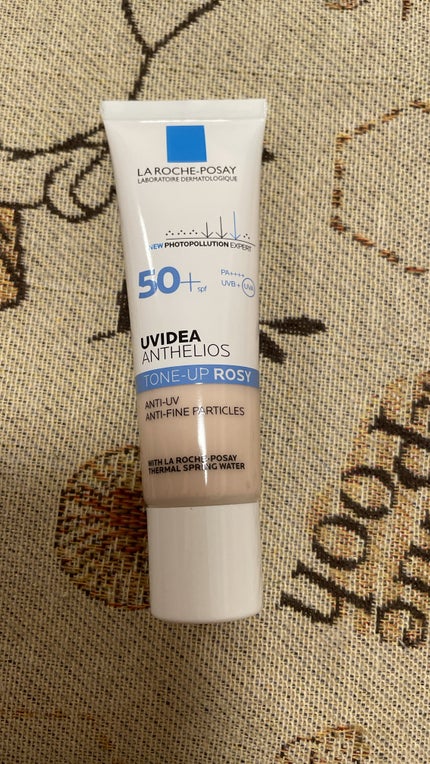 LA ROCHE-POSAY
LABORATOIRE DERMATOLOGIQUE
NEW PHOTOPOLLUTION EXPERT
50+ spf
PA++++
UVB + UVA
UVIDEA
ANTHELIOS
TONE-UP ROSY
ANTI-UV
ANTI-FINE PARTICLES
WITH LA ROCHE-POSAY
THERMAL SPRING WATER